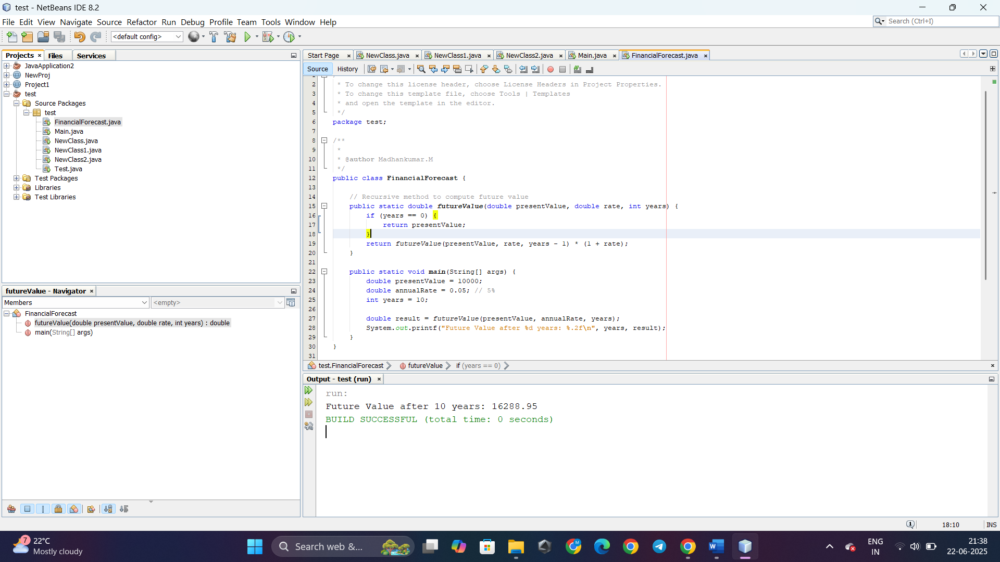 test - NetBeans IDE 8.2
File Edit View Navigate Source Refactor Run Debug Profile Team Tools Window Help
Search (Ctrl+I)
<default config>
Projects
Files
Services
JavaApplication2
NewProj
Project1
test
Source Packages
test
FinancialForecast.java
Main.java
NewClass.java
NewClass1.java
NewClass2.java
Test.java
Test Packages
Libraries
Test Libraries
futureValue - Navigator
Members
<empty>
FinancialForecast
futureValue(double presentValue, double rate, int years) : double
main(String[] args)
Start Page
NewClass.java
NewClass1.java
NewClass2.java
Main.java
FinancialForecast.java
Source
History
2 * To change this license header, choose License Headers in Project Properties.
3 * To change this template file, choose Tools | Templates
4 * and open the template in the editor.
5 */
6 package test;
7
8 /**
9 *
10 * @author Madhankumar.M
11 */
12 public class FinancialForecast {
13
14 // Recursive method to compute future value
15 public static double futureValue(double presentValue, double rate, int years) {
16 if (years == 0) {
17 return presentValue;
18 }
19 return futureValue(presentValue, rate, years - 1) * (1 + rate);
20 }
21
22 public static void main(String[] args) {
23 double presentValue = 10000;
24 double annualRate = 0.05; // 5%
25 int years = 10;
26
27 double result = futureValue(presentValue, annualRate, years);
28 System.out.printf("Future Value after %d years: %.2f\n", years, result);
29 }
30 }
31
test.FinancialForecast
futureValue
if (years == 0)
Output - test (run)
run:
Future Value after 10 years: 16288.95
BUILD SUCCESSFUL (total time: 0 seconds)
1
18:10
INS
7
22°C
Mostly cloudy
Search web &...
M
W
ENG
IN
21:38
22-06-2025